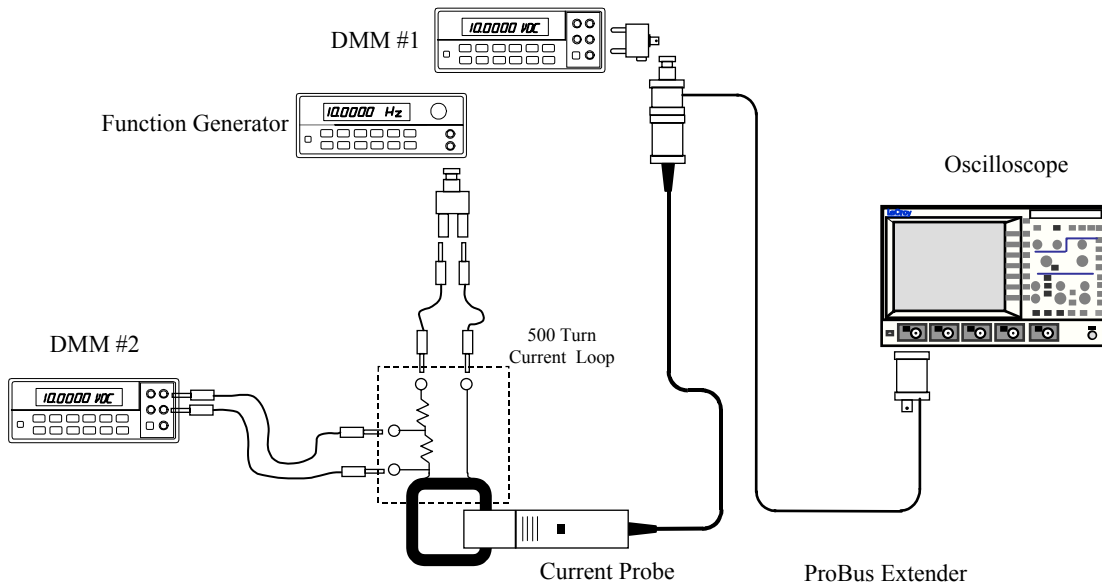 10.0000 VDC
DMM #1
10.0000 Hz
Function Generator
Oscilloscope
LeCroy
500 Turn
Current Loop
DMM #2
10.0000 VDC
Current Probe
ProBus Extender